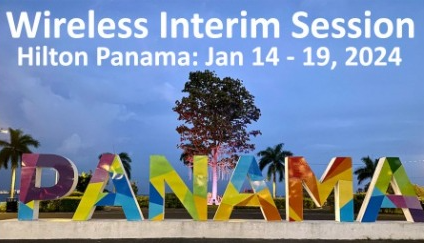 Wireless Interim Session
Hilton Panama: Jan 14 - 19, 2024
PANAMA